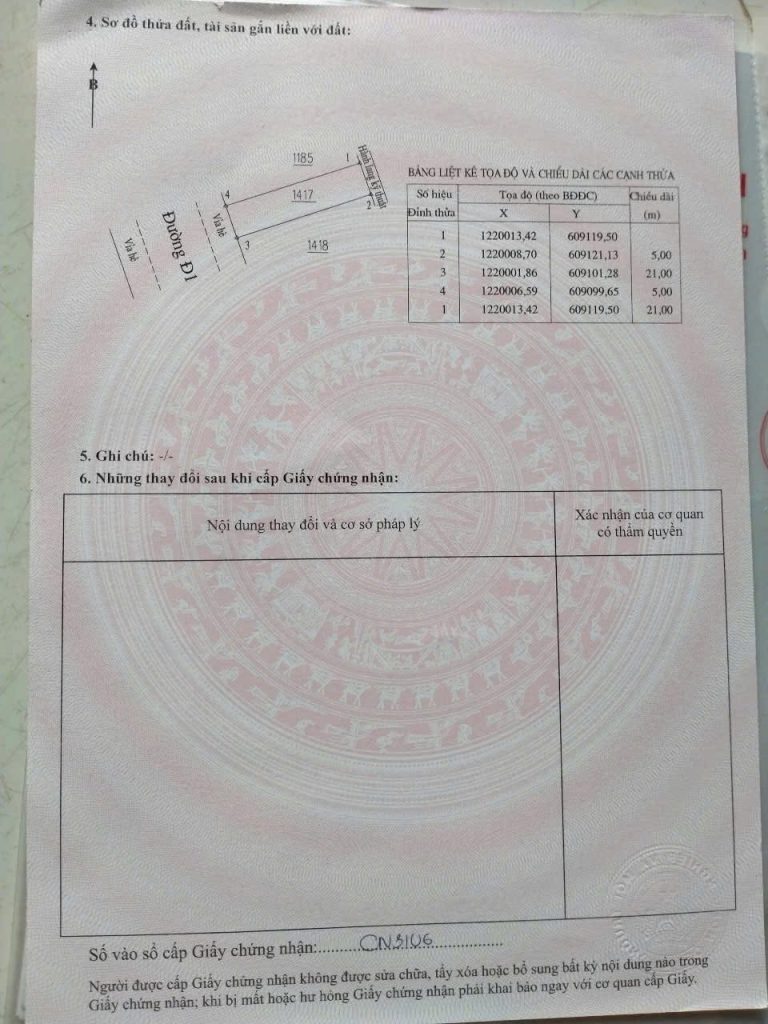 4. Sơ đồ thửa đất, tài sản gắn liền với đất:
B
1185
1
Hành lang kỹ thuật
4
1417
2
Vỉa hè
3
Đường Đ1
1418
Vỉa hè
BẢNG LIỆT KÊ TỌA ĐỘ VÀ CHIỀU DÀI CÁC CẠNH THỬA
Số hiệu Đỉnh thửa Tọa độ (theo BĐĐC) Chiều dài (m)
X Y
1 1220013,42 609119,50
2 1220008,70 609121,13 5,00
3 1220001,86 609101,28 21,00
4 1220006,59 609099,65 5,00
1 1220013,42 609119,50 21,00
5. Ghi chú: -/-
6. Những thay đổi sau khi cấp Giấy chứng nhận:
Nội dung thay đổi và cơ sở pháp lý
Xác nhận của cơ quan
có thẩm quyền
Số vào sổ cấp Giấy chứng nhận:.........CN3106.................
Người được cấp Giấy chứng nhận không được sửa chữa, tẩy xóa hoặc bổ sung bất kỳ nội dung nào trong
Giấy chứng nhận; khi bị mất hoặc hư hỏng Giấy chứng nhận phải khai báo ngay với cơ quan cấp Giấy.